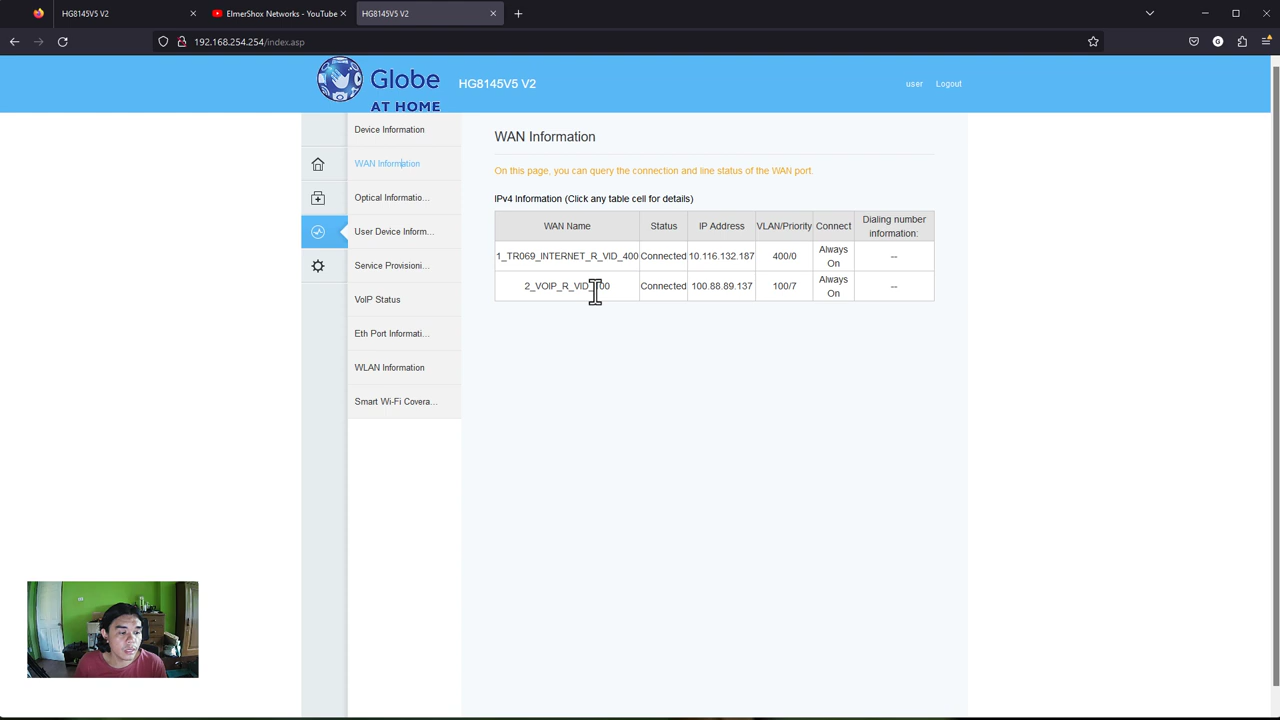 HG8145V5 V2
ElmerShox Networks - YouTube
HG8145V5 V2
192.168.254.254/index.asp
G
Globe
AT HOME
HG8145V5 V2
user
Logout
Device Information
WAN Information
Optical Informatio...
User Device Inform...
Service Provisioni...
VoIP Status
Eth Port Informati...
WLAN Information
Smart Wi-Fi Covera...
WAN Information
On this page, you can query the connection and line status of the WAN port.
IPv4 Information (Click any table cell for details)
WAN Name Status IP Address VLAN/Priority Connect Dialing number
information:
1_TR069_INTERNET_R_VID_400 Connected 10.116.132.187 400/0 Always
On --
2_VOIP_R_VID_100 Connected 100.88.89.137 100/7 Always
On --